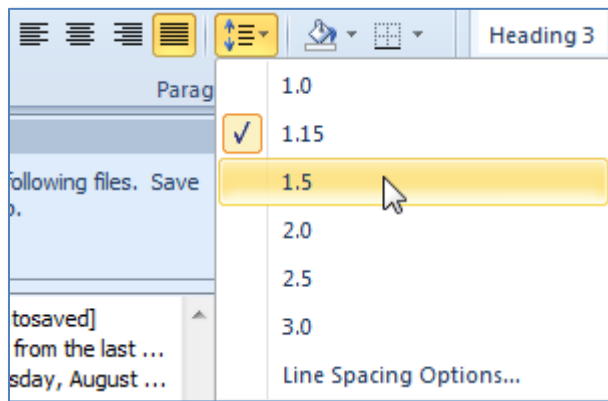 Heading 3
Parag
1.0
1.15
ollowing files. Save
1.5
2.0
2.5
tosaved]
3.0
from the last ...
sday, August ...
Line Spacing Options...